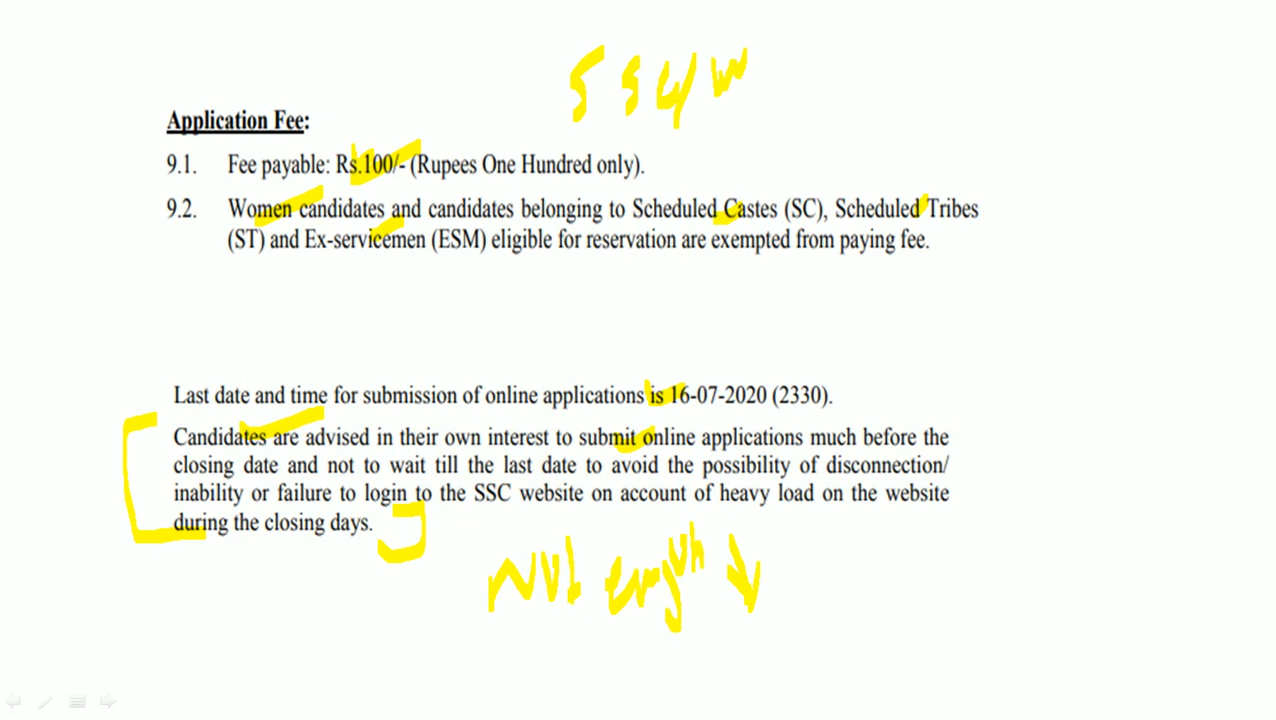 Application Fee:
9.1. Fee payable: Rs.100/- (Rupees One Hundred only).
9.2. Women candidates and candidates belonging to Scheduled Castes (SC), Scheduled Tribes
(ST) and Ex-servicemen (ESM) eligible for reservation are exempted from paying fee.
Last date and time for submission of online applications is 16-07-2020 (2330).
Candidates are advised in their own interest to submit online applications much before the
closing date and not to wait till the last date to avoid the possibility of disconnection/
inability or failure to login to the SSC website on account of heavy load on the website
during the closing days.